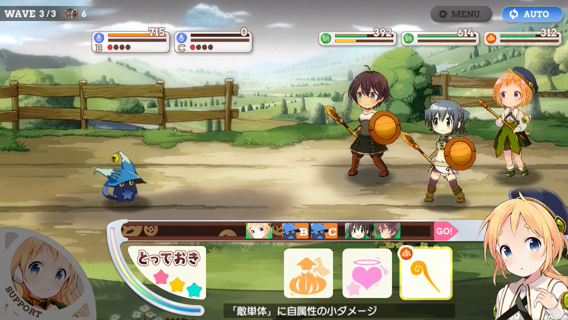 WAVE 3/3 6
MENU
AUTO
715
B
0
C
392
614
312
B C GO!
とっておき
SUPPORT
「敵単体」に自属性の小ダメージ